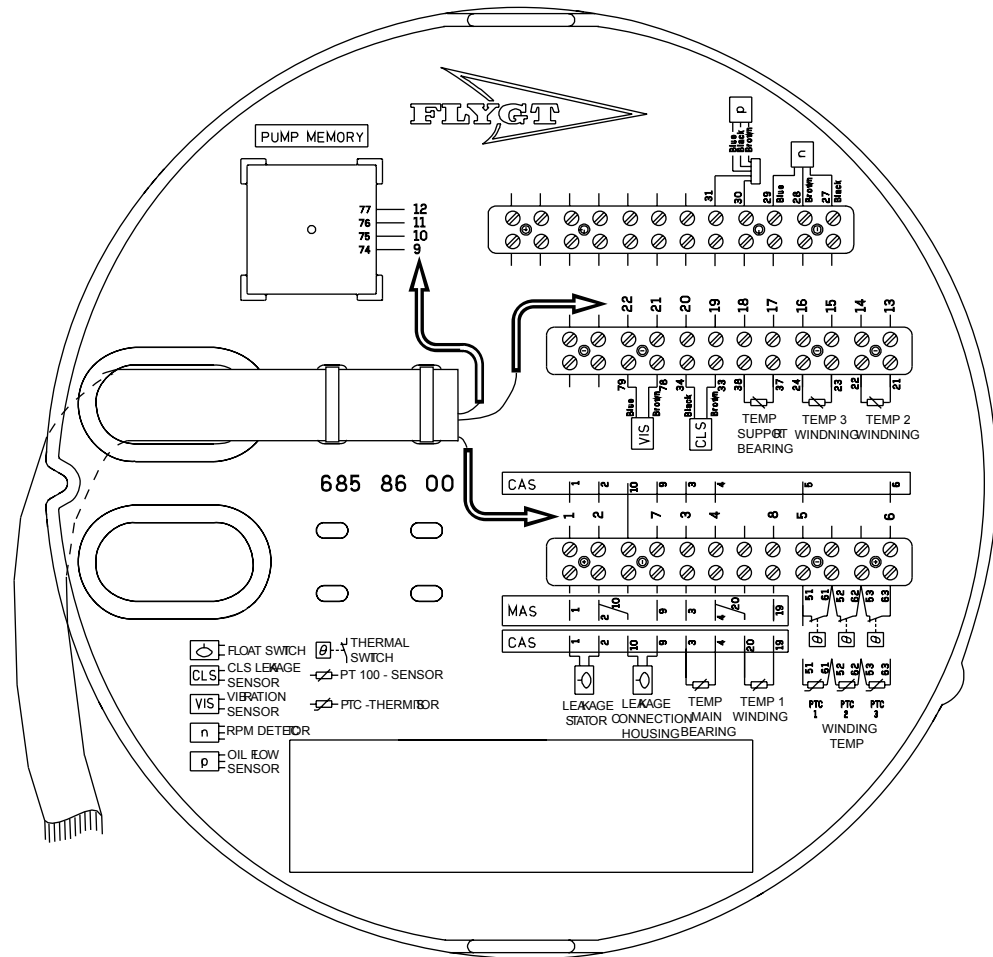 FLYGT
PUMP MEMORY
77 12
76 11
75 10
74 9
p
Blue
Black
Brown
n
31 30 29 28 27
Blue Brown Black
22 21 20 19 18 17 16 15 14 13
79 78 34 33 38 37 24 23 22 21
Blue Brown Black Brown
VIS CLS
TEMP SUPPORT BEARING
TEMP 3 WINDNING
TEMP 2 WINDNING
685 86 00
CAS 1 2 10 9 3 4 5 6
1 2 7 3 4 8 5 6
MAS 1 2 10 9 3 4 20 19
CAS 1 2 10 9 3 4 20 19
51 61 52 62 53 63
θ θ θ
51 61 52 62 53 63
PTC 1
PTC 2
PTC 3
WINDING TEMP
LEAKAGE STATOR
LEAKAGE CONNECTION HOUSING
TEMP MAIN BEARING
TEMP 1 WINDING
FLOAT SWITCH
CLS CLS LEAKAGE SENSOR
VIS VIBRATION SENSOR
n RPM DETECTOR
p OIL FLOW SENSOR
θ THERMAL SWITCH
PT 100 - SENSOR
PTC -THERMITSOR